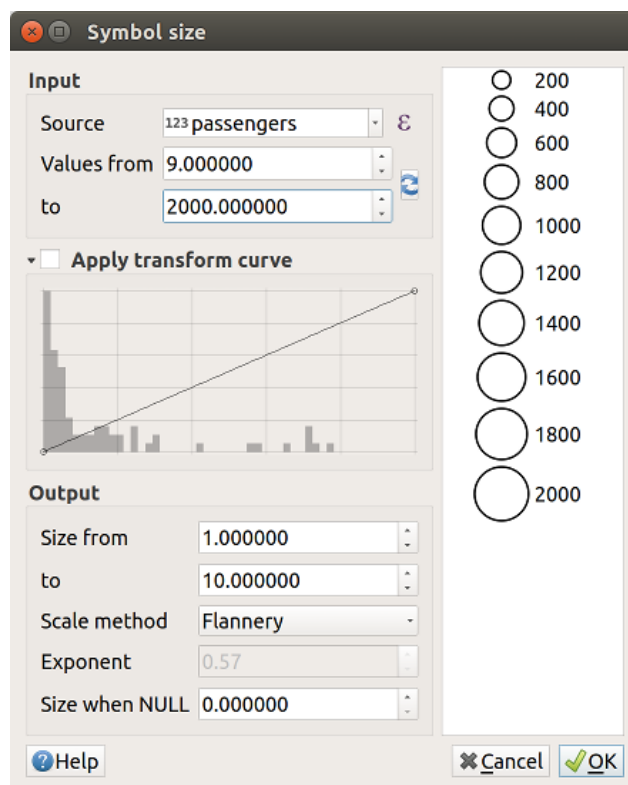 Symbol size
Input
Source 123 passengers ε
Values from 9.000000
to 2000.000000
Apply transform curve
Output
Size from 1.000000
to 10.000000
Scale method Flannery
Exponent 0.57
Size when NULL 0.000000
Help
Cancel
OK
200
400
600
800
1000
1200
1400
1600
1800
2000